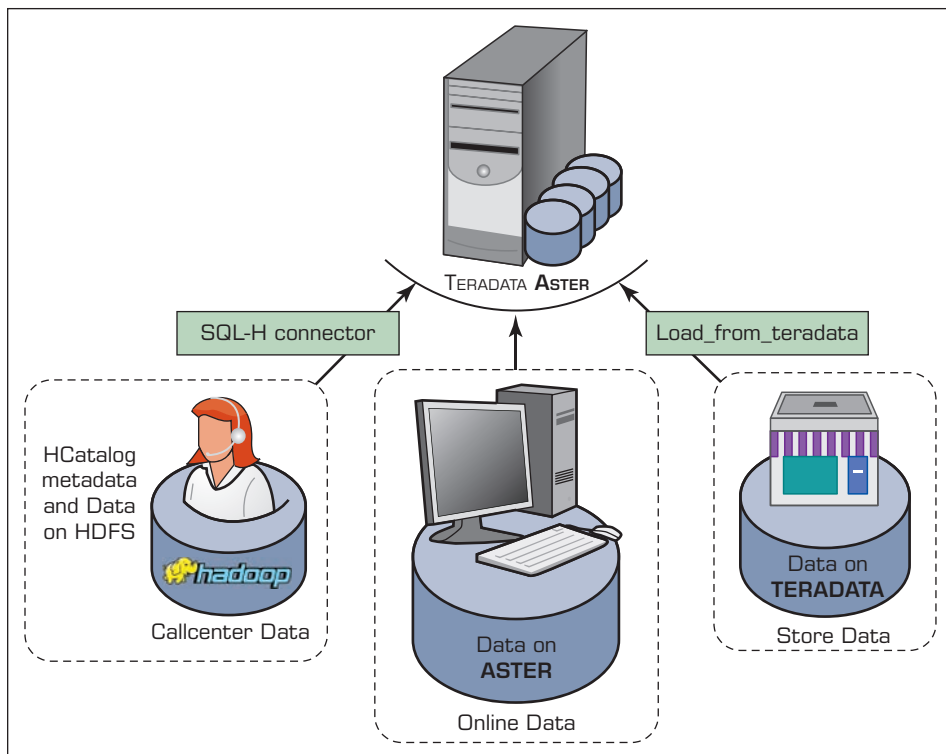 TERADATA ASTER
SQL-H connector
Load_from_teradata
HCatalog
metadata
and Data
on HDFS
hadoop
Callcenter Data
Data on
ASTER
Online Data
Data on
TERADATA
Store Data